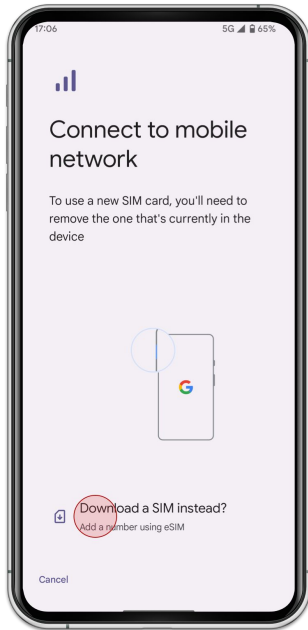 17:06
5G 65%
Connect to mobile
network
To use a new SIM card, you'll need to
remove the one that's currently in the
device
G
Download a SIM instead?
Add a number using eSIM
Cancel